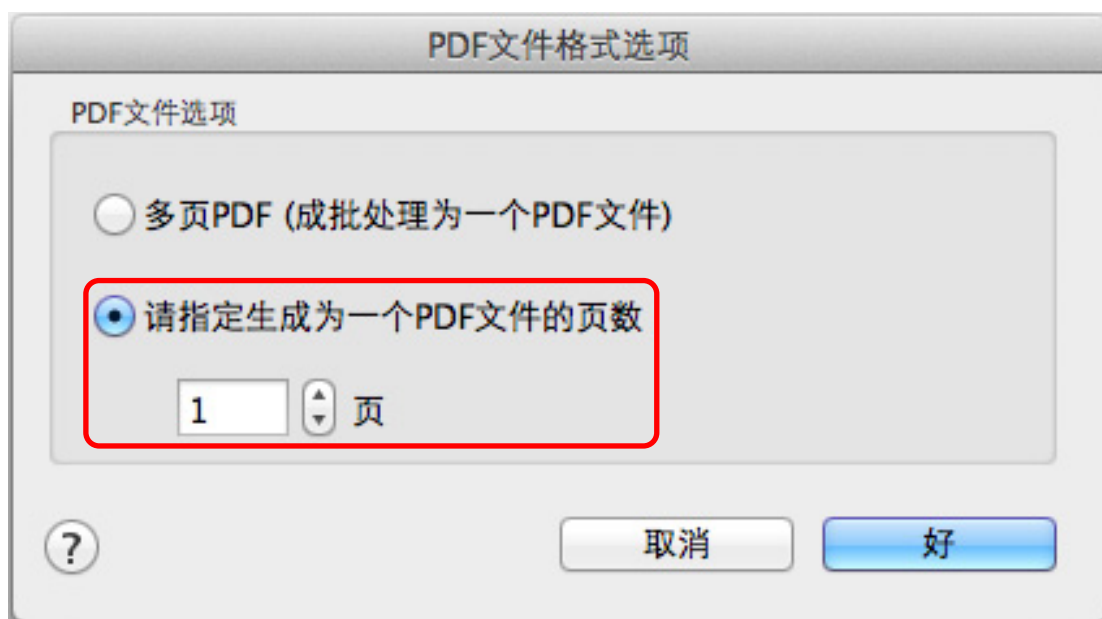 PDF文件格式选项
PDF文件选项
多页PDF (成批处理为一个PDF文件)
请指定生成为一个PDF文件的页数
1 页
? 取消 好